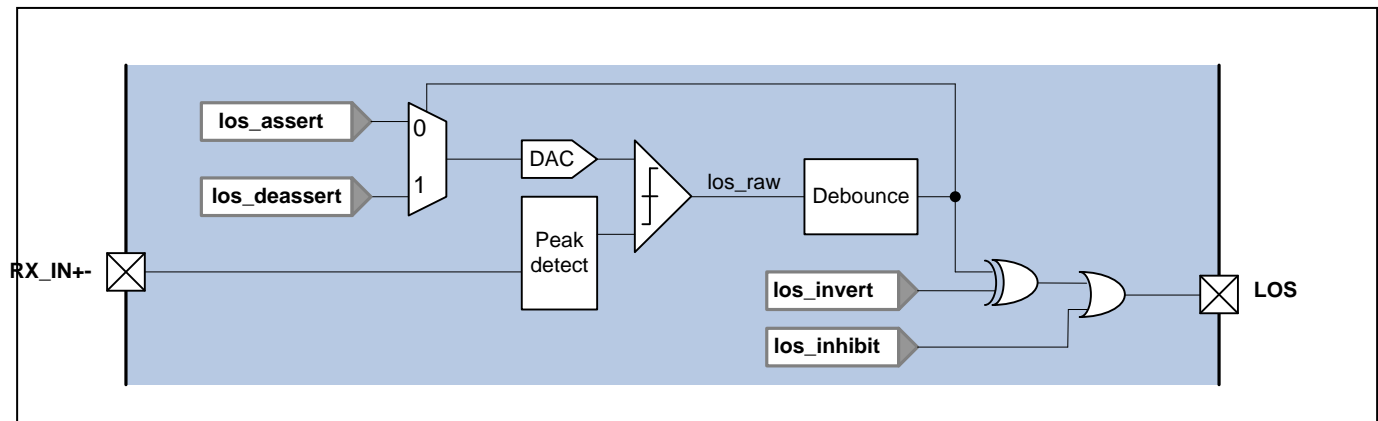 los_assert
0
DAC
1
los_deassert
los_raw
Debounce
Peak
detect
RX_IN+-
los_invert
LOS
los_inhibit